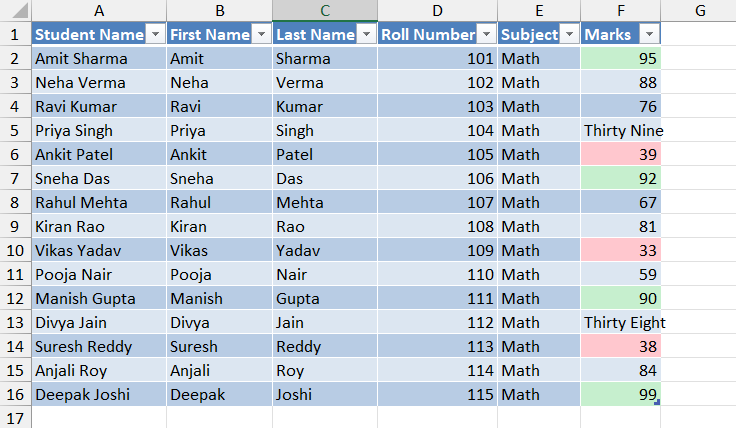 A B C D E F G
1 Student Name First Name Last Name Roll Number Subject Marks
2 Amit Sharma Amit Sharma 101 Math 95
3 Neha Verma Neha Verma 102 Math 88
4 Ravi Kumar Ravi Kumar 103 Math 76
5 Priya Singh Priya Singh 104 Math Thirty Nine
6 Ankit Patel Ankit Patel 105 Math 39
7 Sneha Das Sneha Das 106 Math 92
8 Rahul Mehta Rahul Mehta 107 Math 67
9 Kiran Rao Kiran Rao 108 Math 81
10 Vikas Yadav Vikas Yadav 109 Math 33
11 Pooja Nair Pooja Nair 110 Math 59
12 Manish Gupta Manish Gupta 111 Math 90
13 Divya Jain Divya Jain 112 Math Thirty Eight
14 Suresh Reddy Suresh Reddy 113 Math 38
15 Anjali Roy Anjali Roy 114 Math 84
16 Deepak Joshi Deepak Joshi 115 Math 99
17